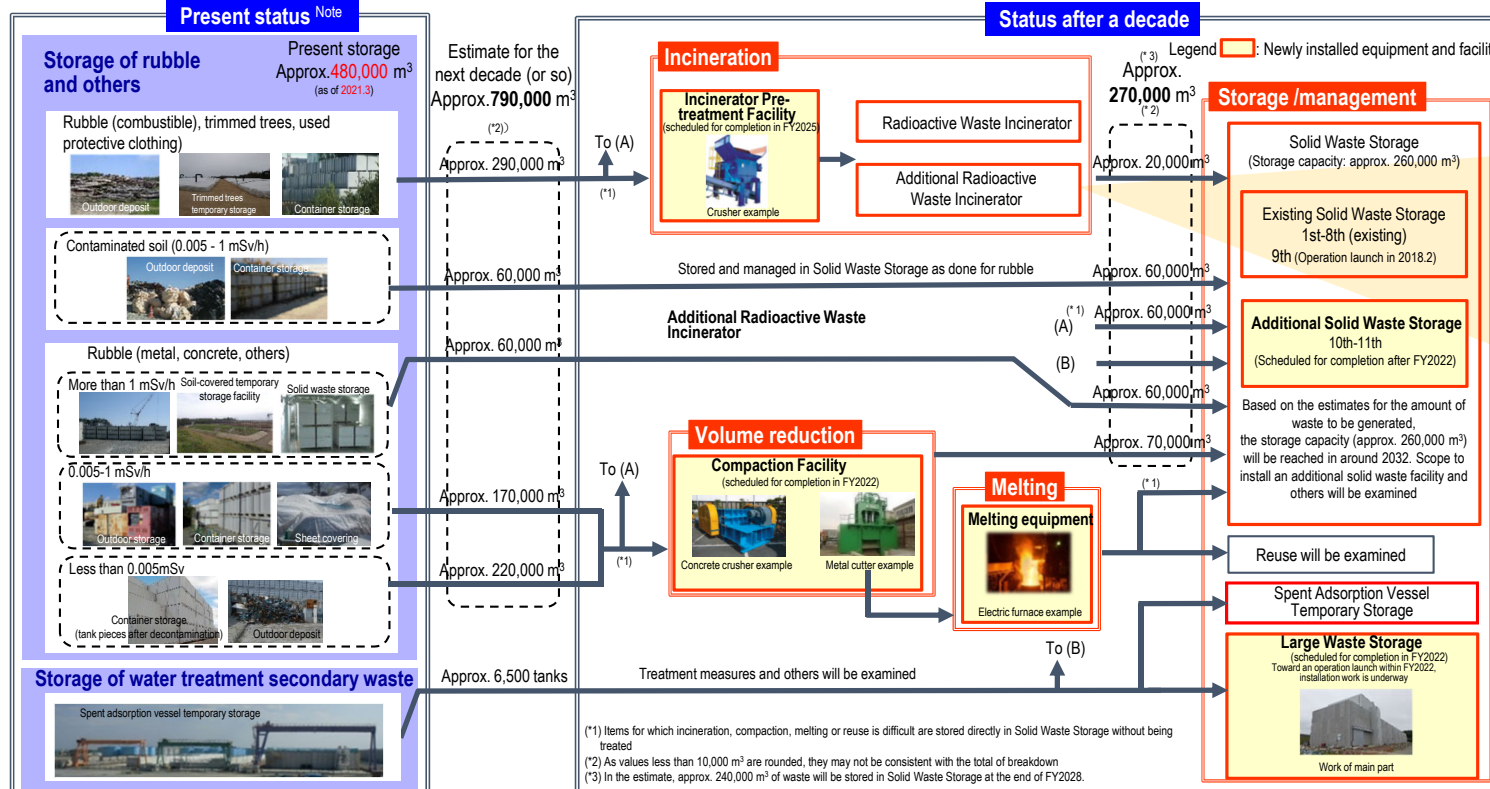 Present status Note
Storage of rubble
and others
Present storage
Approx.480,000 m³
(as of 2021.3)
Rubble (combustible), trimmed trees, used
protective clothing)
Outdoor deposit
Trimmed trees
temporary storage
Container storage
Contaminated soil (0.005 - 1 mSv/h)
Outdoor deposit
Container storage
Rubble (metal, concrete, others)
More than 1 mSv/h
Soil-covered temporary
storage facility
Solid waste storage
0.005-1 mSv/h
Outdoor storage
Container storage
Sheet covering
Less than 0.005mSv
Container storage
(tank pieces after decontamination)
Outdoor deposit
Storage of water treatment secondary waste
Spent adsorption vessel temporary storage
Estimate for the
next decade (or so)
Approx.790,000 m³
(*2)
Approx. 290,000 m³
Approx. 60,000 m³
Approx. 60,000 m³
Approx. 170,000 m³
Approx. 220,000 m³
Approx. 6,500 tanks
Status after a decade
Legend : Newly installed equipment and facilit
To (A)
(*1)
Incineration
Incinerator Pre-
treatment Facility
(scheduled for completion in FY2025)
Crusher example
Radioactive Waste Incinerator
Additional Radioactive
Waste Incinerator
Stored and managed in Solid Waste Storage as done for rubble
Additional Radioactive Waste
Incinerator
To (A)
(*1)
Volume reduction
Compaction Facility
(scheduled for completion in FY2022)
Concrete crusher example
Metal cutter example
Melting
Melting equipment
Electric furnace example
To (B)
Treatment measures and others will be examined
(*3)
Approx.
270,000 m³
(*2)
Approx. 20,000 m³
Approx. 60,000 m³
(*1)
(A)
Approx. 60,000 m³
(B)
Approx. 60,000 m³
Approx. 70,000 m³
(*1)
Storage /management
Solid Waste Storage
(Storage capacity: approx. 260,000 m³)
Existing Solid Waste Storage
1st-8th (existing)
9th (Operation launch in 2018.2)
Additional Solid Waste Storage
10th-11th
(Scheduled for completion after FY2022)
Based on the estimates for the amount of
waste to be generated,
the storage capacity (approx. 260,000 m³)
will be reached in around 2032. Scope to
install an additional solid waste facility and
others will be examined
Reuse will be examined
Spent Adsorption Vessel
Temporary Storage
Large Waste Storage
(scheduled for completion in FY2022)
Toward an operation launch within FY2022,
installation work is underway
Work of main part
(*1) Items for which incineration, compaction, melting or reuse is difficult are stored directly in Solid Waste Storage without being
treated
(*2) As values less than 10,000 m³ are rounded, they may not be consistent with the total of breakdown
(*3) In the estimate, approx. 240,000 m³ of waste will be stored in Solid Waste Storage at the end of FY2028.